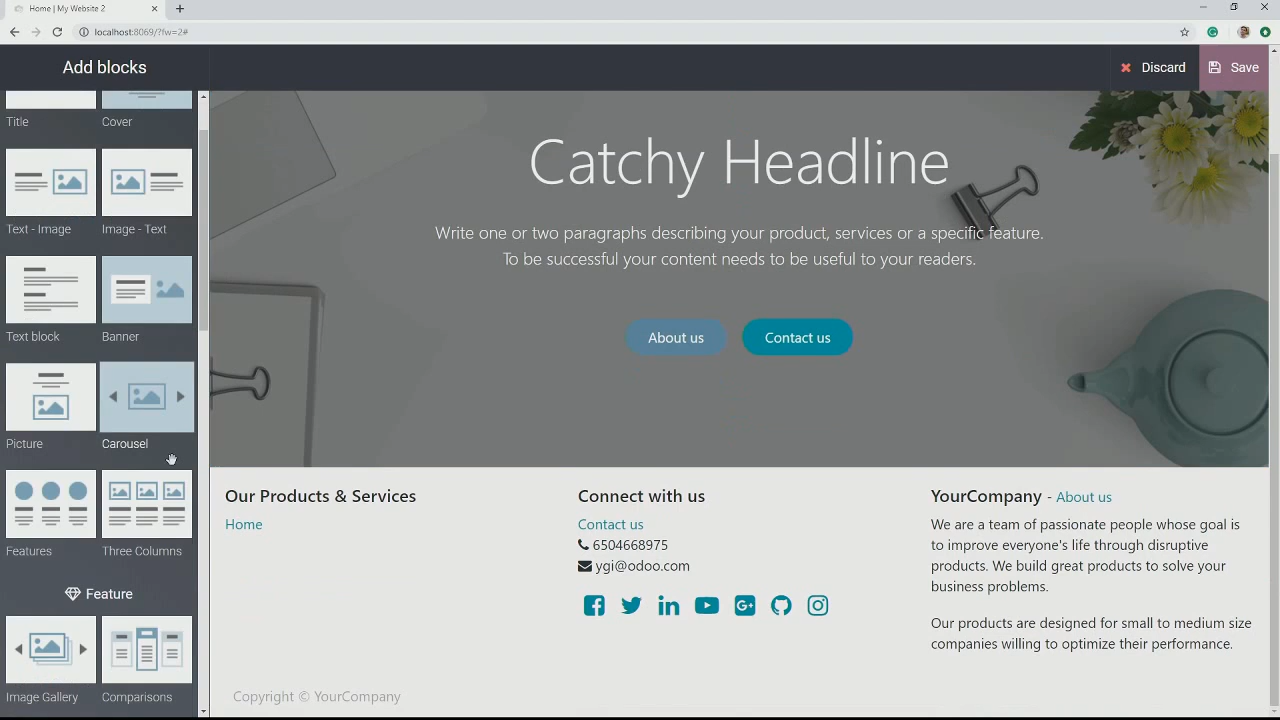 Home | My Website 2
localhost:8069/?fw=2#
Add blocks
Discard
Save
Title
Cover
Text - Image
Image - Text
Text block
Banner
Picture
Carousel
Features
Three Columns
Feature
Image Gallery
Comparisons
Catchy Headline
Write one or two paragraphs describing your product, services or a specific feature.
To be successful your content needs to be useful to your readers.
About us
Contact us
Our Products & Services
Home
Connect with us
Contact us
6504668975
ygi@odoo.com
YourCompany - About us
We are a team of passionate people whose goal is
to improve everyone's life through disruptive
products. We build great products to solve your
business problems.
Our products are designed for small to medium size
companies willing to optimize their performance.
Copyright © YourCompany